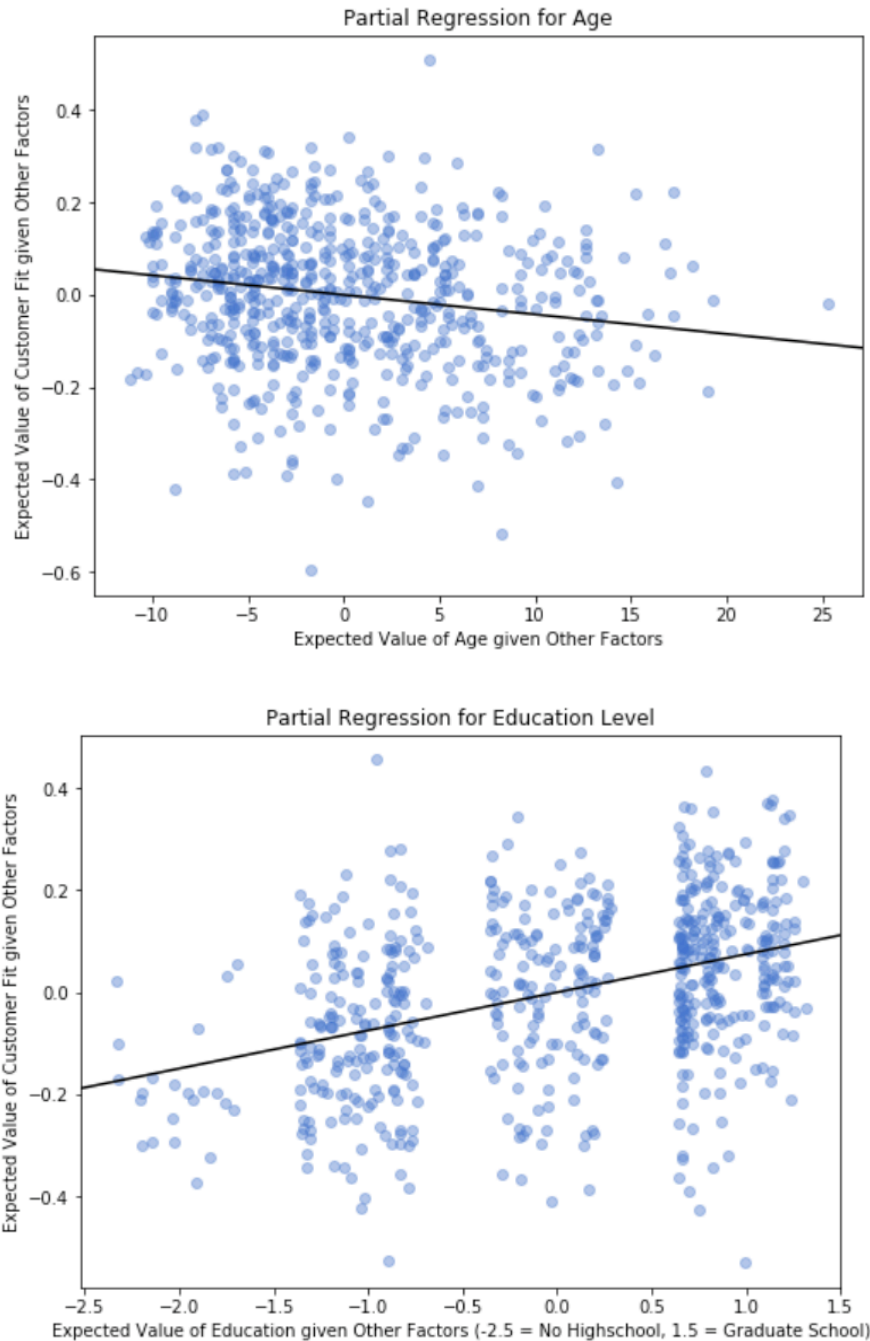 Partial Regression for Age
Expected Value of Customer Fit given Other Factors
0.4
0.2
0.0
−0.2
−0.4
−0.6
−10 −5 0 5 10 15 20 25
Expected Value of Age given Other Factors
Partial Regression for Education Level
Expected Value of Customer Fit given Other Factors
0.4
0.2
0.0
−0.2
−0.4
−2.5 −2.0 −1.5 −1.0 −0.5 0.0 0.5 1.0 1.5
Expected Value of Education given Other Factors (-2.5 = No Highschool, 1.5 = Graduate School)